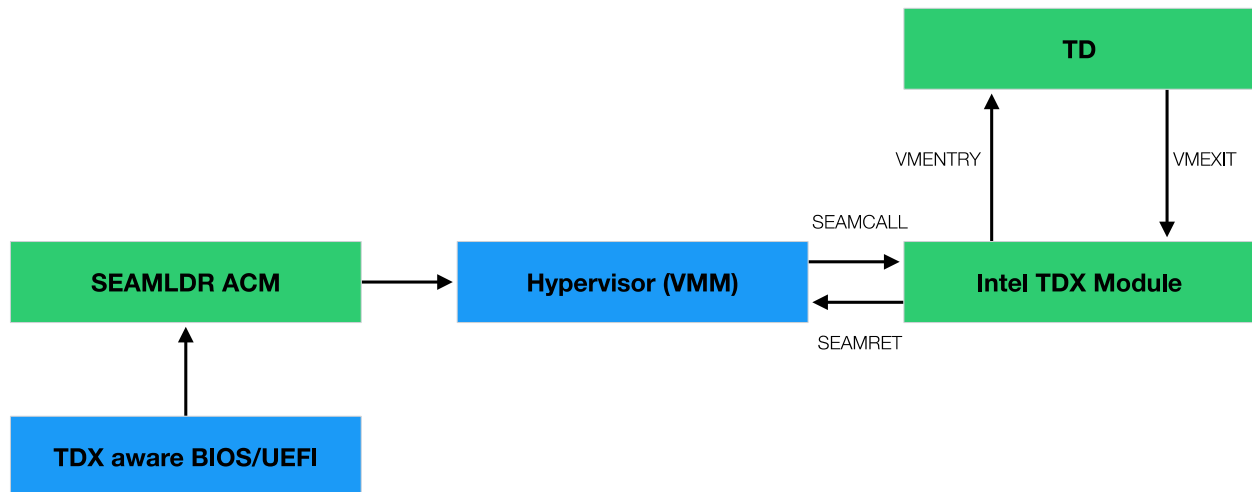 TD
VMENTRY
VMEXIT
SEAMCALL
SEAMLDR ACM
Hypervisor (VMM)
Intel TDX Module
SEAMRET
TDX aware BIOS/UEFI